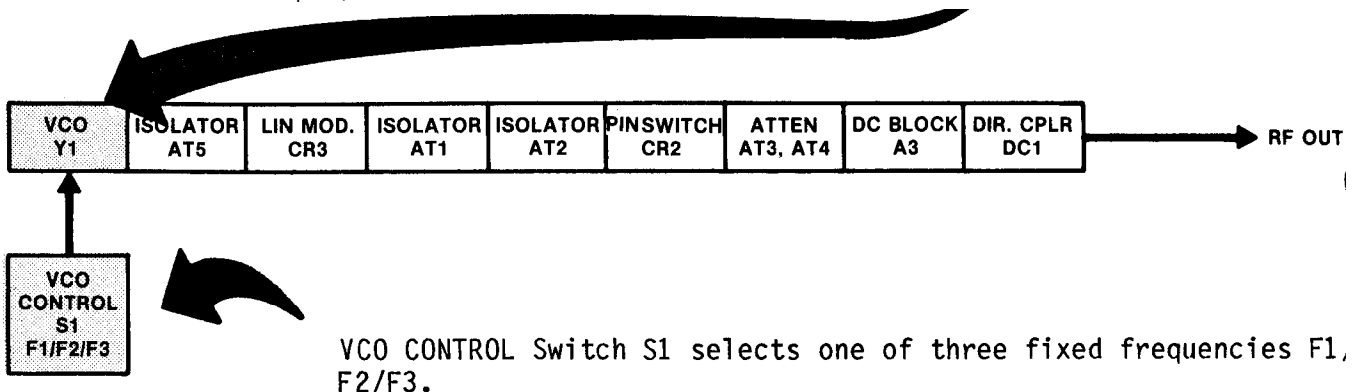 VCO
Y1
ISOLATOR
AT5
LIN MOD.
CR3
ISOLATOR
AT1
ISOLATOR
AT2
PIN SWITCH
CR2
ATTEN
AT3, AT4
DC BLOCK
A3
DIR. CPLR
DC1
RF OUT
VCO
CONTROL
S1
F1/F2/F3
VCO CONTROL Switch S1 selects one of three fixed frequencies F1/
F2/F3.